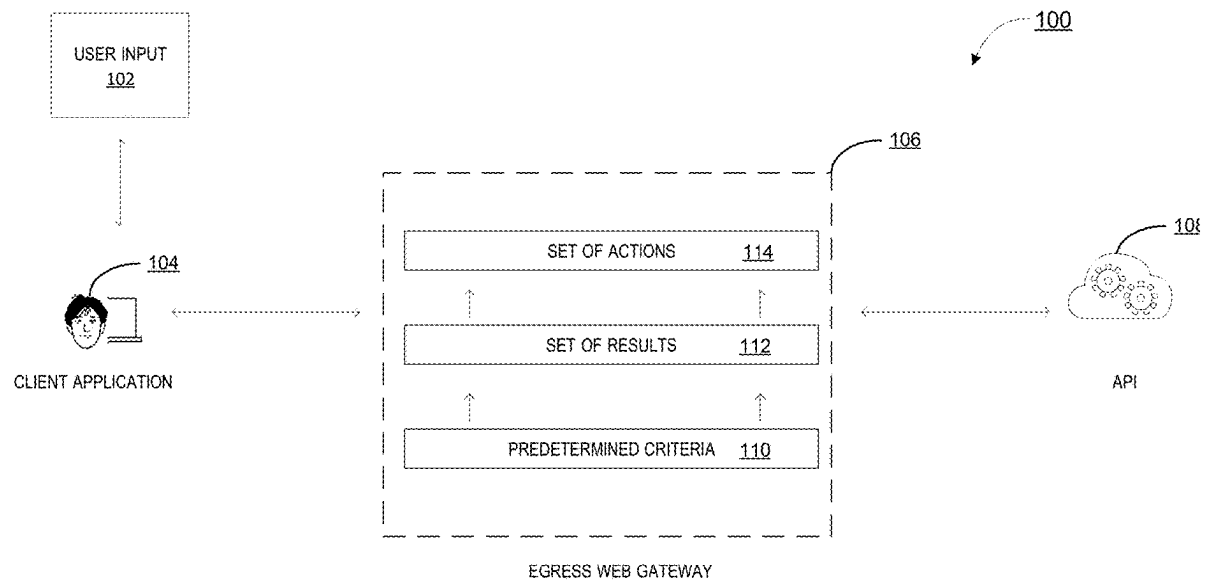 100
USER INPUT
102
106
SET OF ACTIONS 114
108
104
SET OF RESULTS 112
CLIENT APPLICATION
API
PREDETERMINED CRITERIA 110
EGRESS WEB GATEWAY